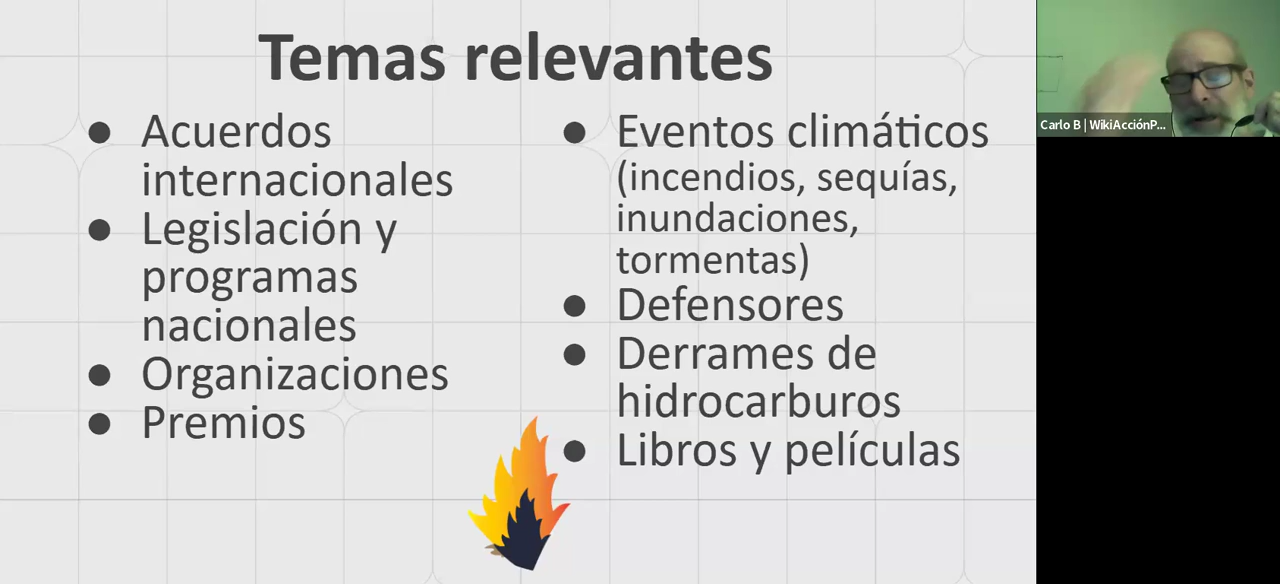 Temas relevantes
● Acuerdos
internacionales
● Legislación y
programas
nacionales
● Organizaciones
● Premios
● Eventos climáticos
(incendios, sequías,
inundaciones,
tormentas)
● Defensores
● Derrames de
hidrocarburos
● Libros y películas
Carlo B | WikiAcciónP...